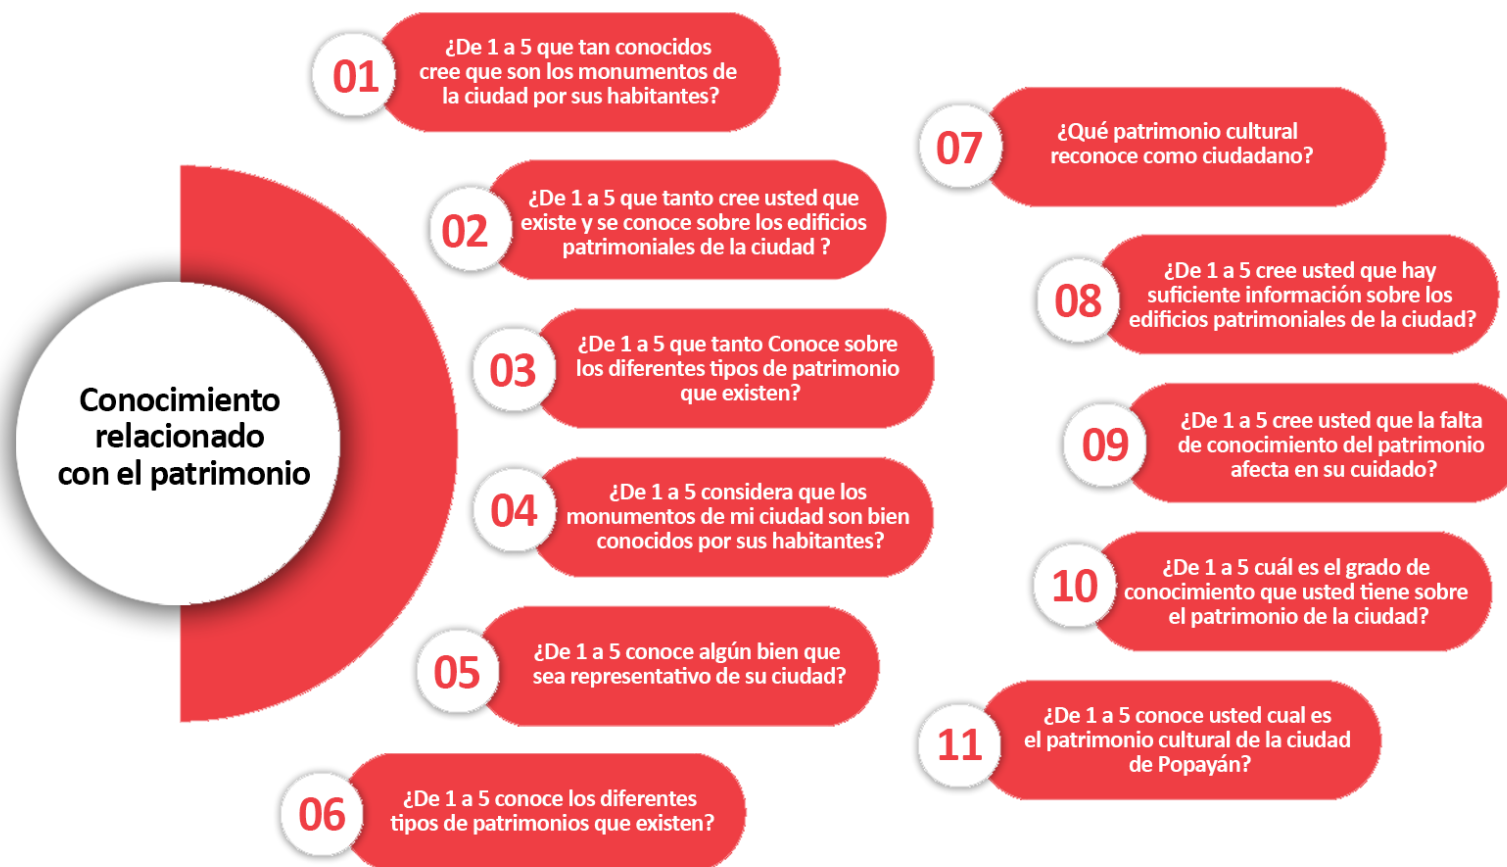 Conocimiento
relacionado
con el patrimonio
01
¿De 1 a 5 que tan conocidos
cree que son los monumentos de
la ciudad por sus habitantes?
02
¿De 1 a 5 que tanto cree usted que
existe y se conoce sobre los edificios
patrimoniales de la ciudad ?
03
¿De 1 a 5 que tanto Conoce sobre
los diferentes tipos de patrimonio
que existen?
04
¿De 1 a 5 considera que los
monumentos de mi ciudad son bien
conocidos por sus habitantes?
05
¿De 1 a 5 conoce algún bien que
sea representativo de su ciudad?
06
¿De 1 a 5 conoce los diferentes
tipos de patrimonios que existen?
07
¿Qué patrimonio cultural
reconoce como ciudadano?
08
¿De 1 a 5 cree usted que hay
suficiente información sobre los
edificios patrimoniales de la ciudad?
09
¿De 1 a 5 cree usted que la falta
de conocimiento del patrimonio
afecta en su cuidado?
10
¿De 1 a 5 cuál es el grado de
conocimiento que usted tiene sobre
el patrimonio de la ciudad?
11
¿De 1 a 5 conoce usted cual es
el patrimonio cultural de la ciudad
de Popayán?